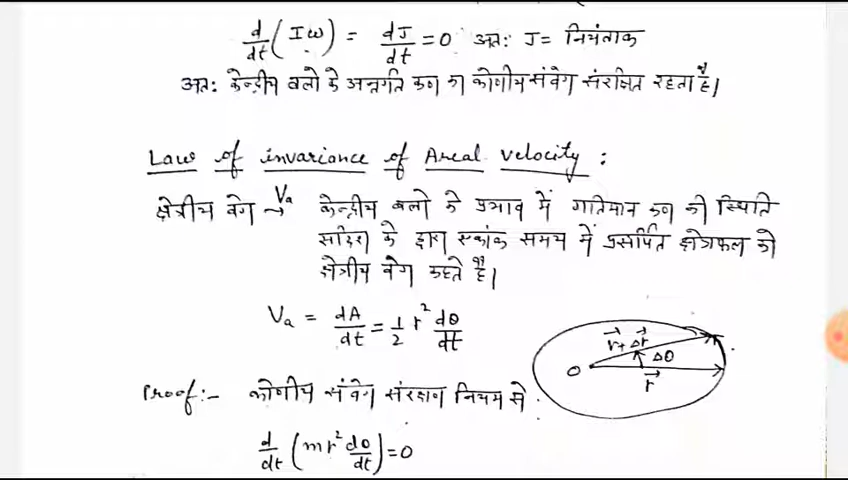 d/dt (Iω) = dJ/dt = 0 अतः J = नियंताक
अतः केन्द्रीय बलो के अन्तर्गत कण का कोणीय संवेग संरक्षित रहता है।
Law of invariance of Areal velocity :
क्षेत्रीय वेग → Va केन्द्रीय बलो के प्रभाव में गतिमान कण की स्थिति
सदिश के द्वारा एकांक समय में प्रसर्पित क्षेत्रफल को
क्षेत्रीय वेग कहते है।
Va = dA/dt = 1/2 r² dθ/dt
r⃗+Δr⃗
Δθ
O
r⃗
Proof:- कोणीय संवेग संरक्षण नियम से
d/dt (mr² dθ/dt) = 0